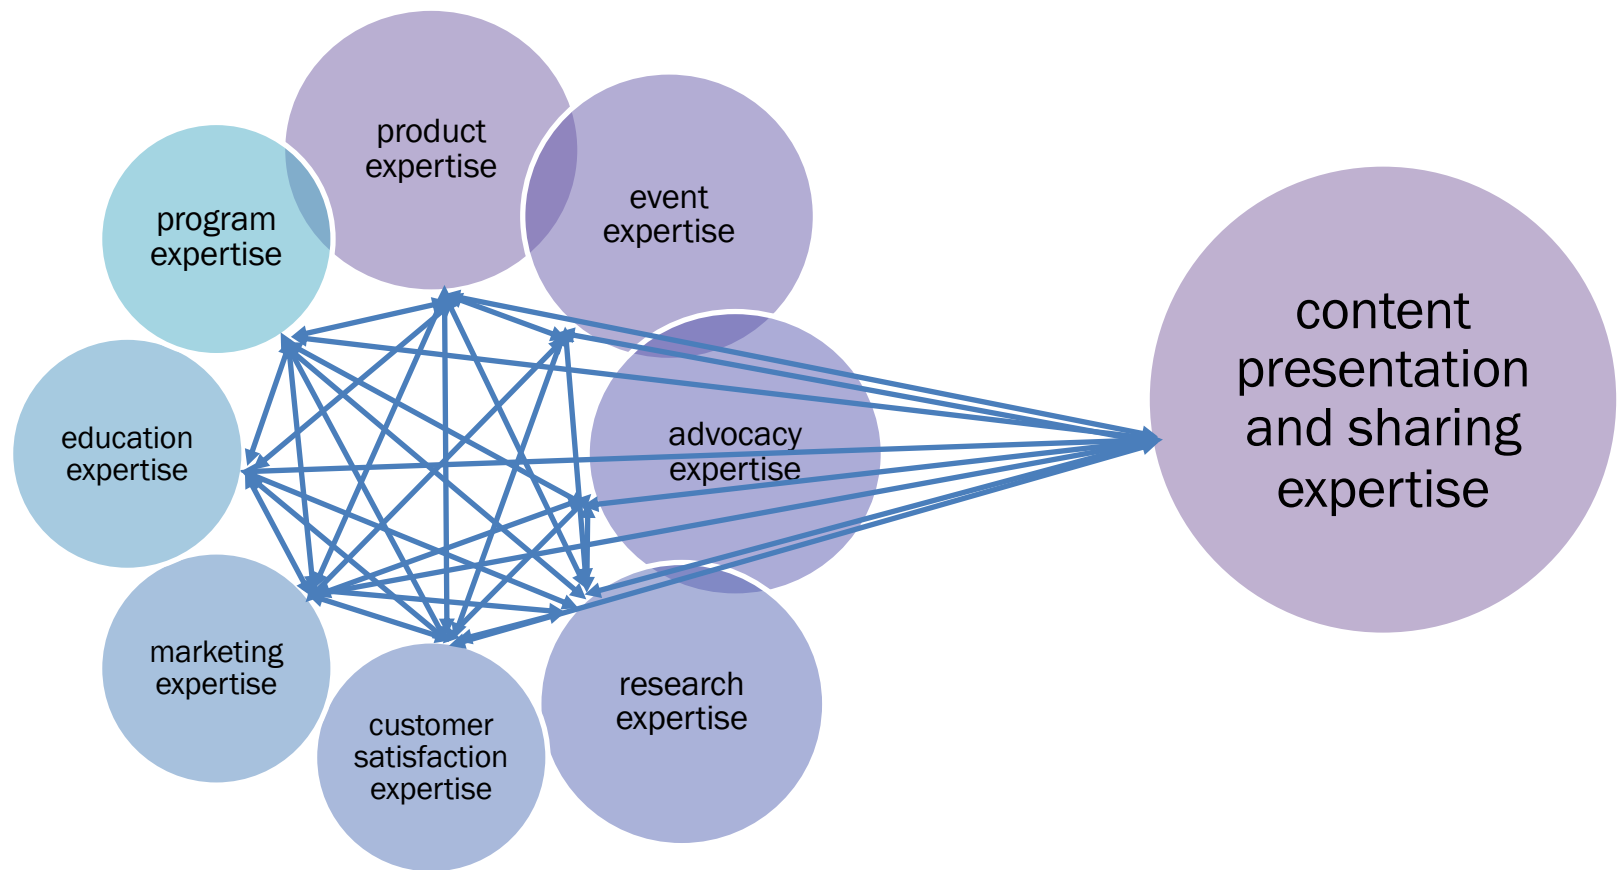 product
expertise
event
expertise
program
expertise
content
presentation
and sharing
expertise
advocacy
expertise
education
expertise
marketing
expertise
research
expertise
customer
satisfaction
expertise